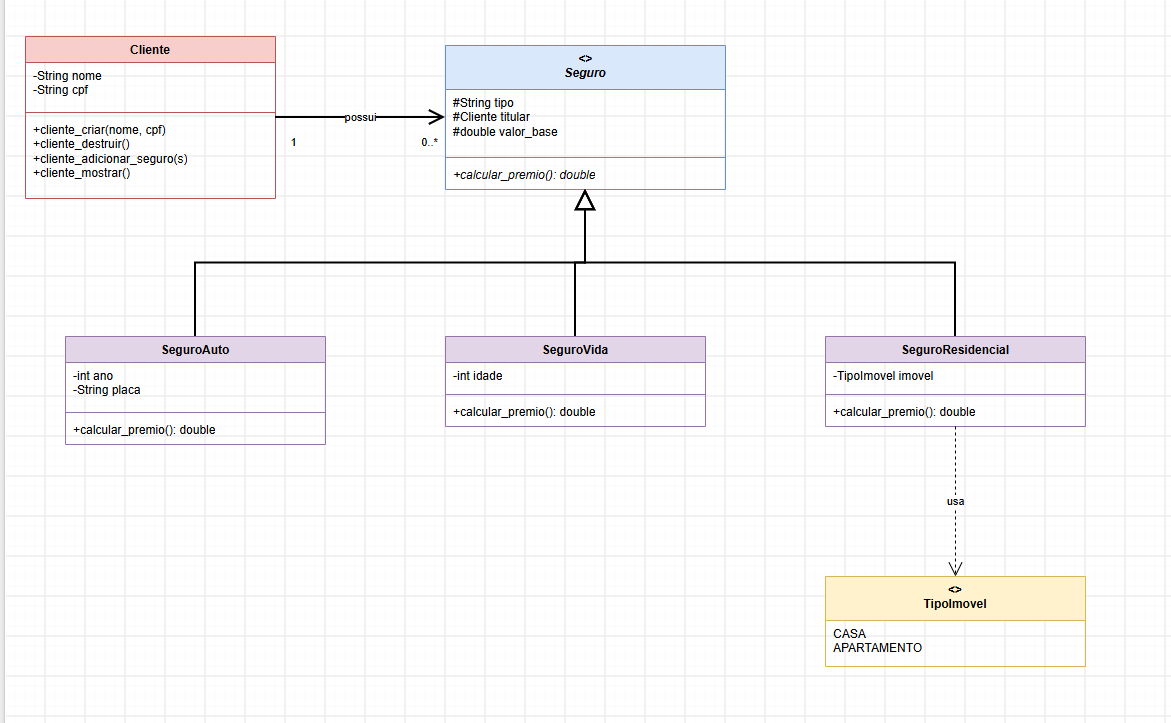 Cliente
-String nome
-String cpf
+cliente_criar(nome, cpf)
+cliente_destruir()
+cliente_adicionar_seguro(s)
+cliente_mostrar()
possui
1
0..*
<>
Seguro
#String tipo
#Cliente titular
#double valor_base
+calcular_premio(): double
SeguroAuto
-int ano
-String placa
+calcular_premio(): double
SeguroVida
-int idade
+calcular_premio(): double
SeguroResidencial
-TipoImovel imovel
+calcular_premio(): double
usa
<>
TipoImovel
CASA
APARTAMENTO